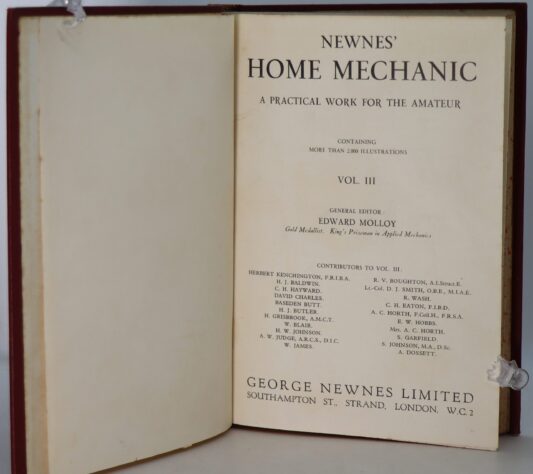 NEWNES'
HOME MECHANIC
A PRACTICAL WORK FOR THE AMATEUR
CONTAINING
MORE THAN 2,000 ILLUSTRATIONS
VOL. III
GENERAL EDITOR
EDWARD MOLLOY
Gold Medallist. King's Prizeman in Applied Mechanics
CONTRIBUTORS TO VOL. III:
HERBERT KENCHINGTON, F.R.I.B.A.
H. J. BALDWIN.
C. H. HAYWARD.
DAVID CHARLES.
BASEDEN BUTT.
H. J. BUTLER.
H. GREISBROOK, A.M.C.T.
W. BLAIR.
H. W. JOHNSON.
A. W. JUDGE, A.R.C.S., D.I.C.
W. JAMES.
R. V. BOUGHTON, A.I.Struct.E.
Lt.-Col. D. J. SMITH, O.B.E., M.I.A.E.
R. WASH.
C. H. EATON, F.I.B.D.
A. C. HORTH, F.Coll.H., F.R.S.A.
E. W. HOBBS.
Mrs. A. C. HORTH.
S. GARFIELD.
S. JOHNSON, M.A., D.Sc.
A. DOSSETT.
GEORGE NEWNES LIMITED
SOUTHAMPTON ST., STRAND, LONDON, W.C.2